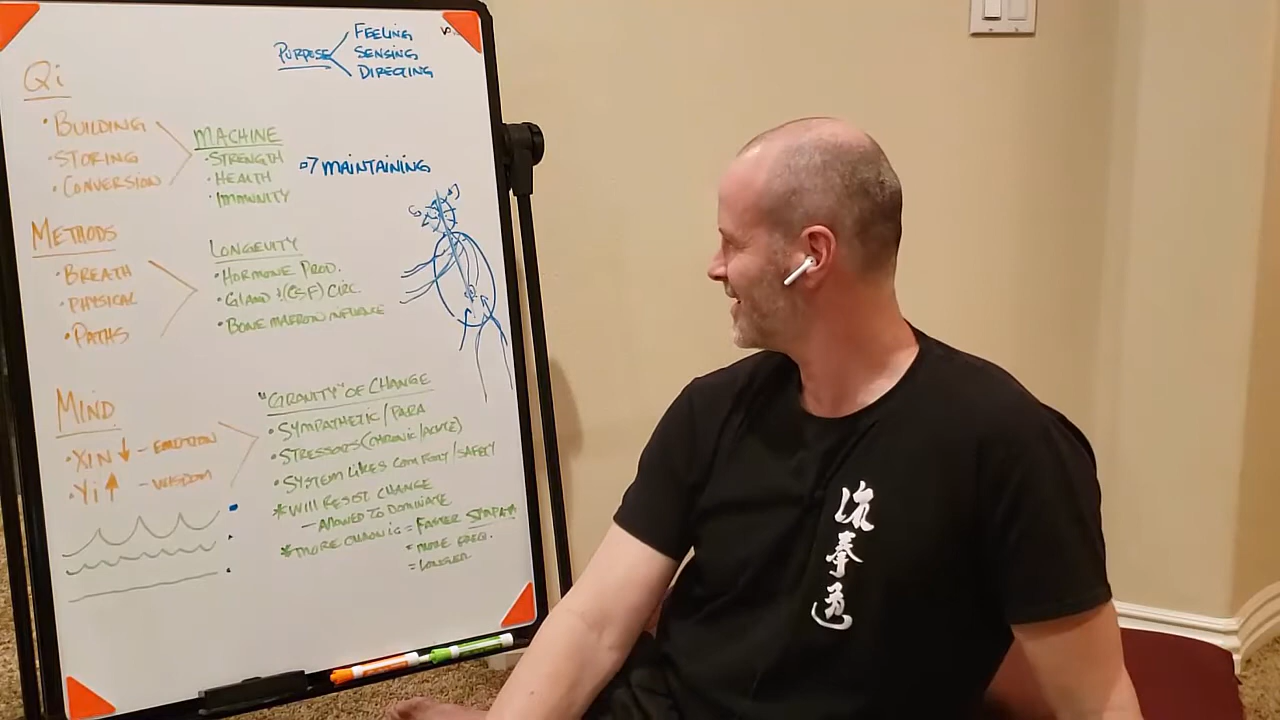 PURPOSE
FEELING
SENSING
DIRECTING
Qi
• BUILDING
• STORING
• CONVERSION
MACHINE
• STRENGTH
• HEALTH
• IMMUNITY
→ MAINTAINING
METHODS
• BREATH
• PHYSICAL
• PATHS
LONGEVITY
• HORMONE PROD.
• GLAND + (CSF) CIRC.
• BONE MARROW INFLUENCE
MIND
• XIN ↓ - EMOTION
• Yi ↑ - WISDOM
"GRAVITY" OF CHANGE
• SYMPATHETIC / PARA
• STRESSORS (CHRONIC/ACUTE)
• SYSTEM LIKES COMFORT/SAFETY
* WILL RESIST CHANGE
- ALLOWED TO DOMINATE
* MORE CHRONIC = FASTER SYMPATH
= MORE FREQ.
= LONGER
流拳道